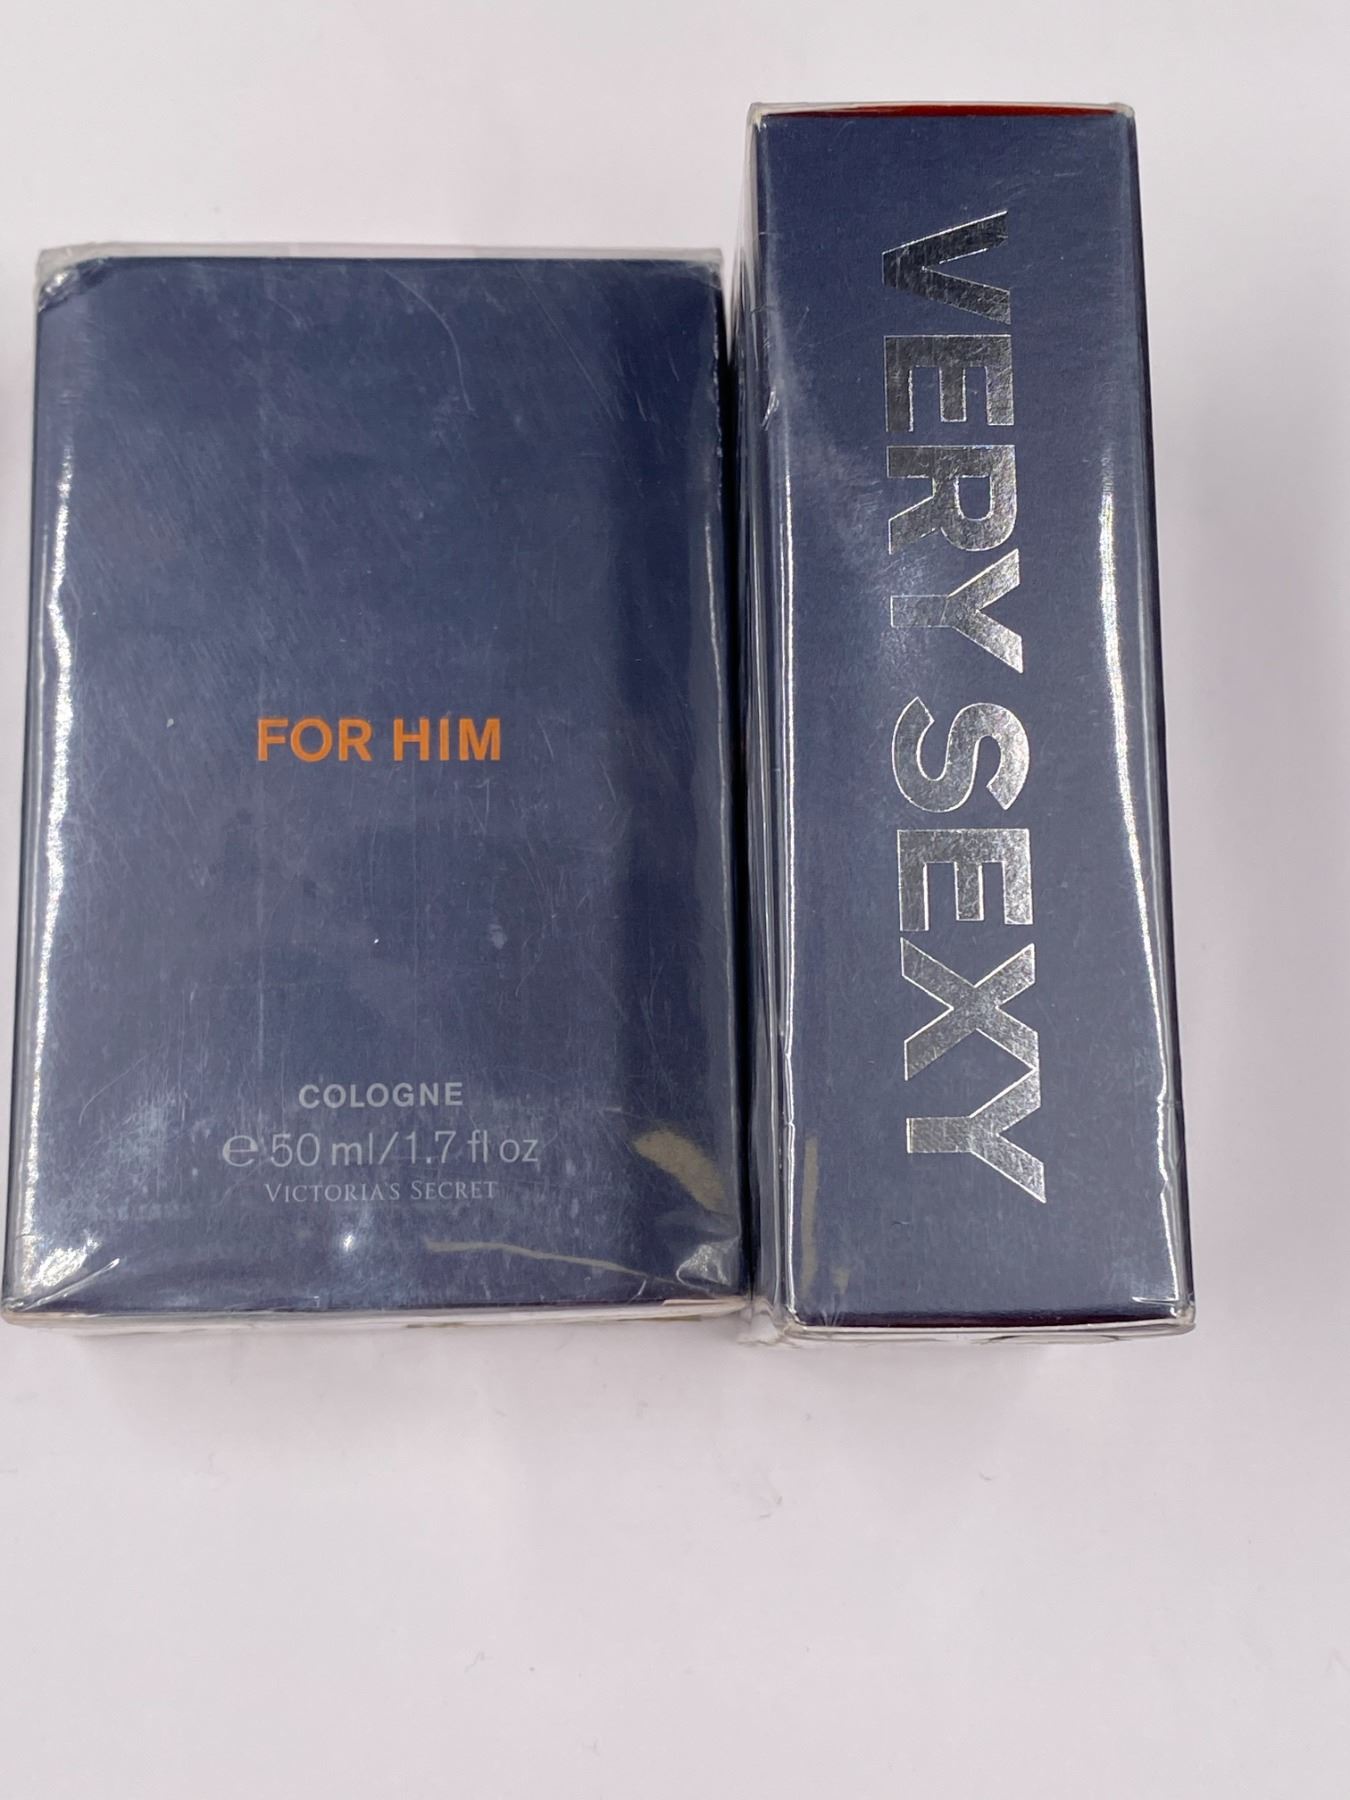 FOR HIM
COLOGNE
℮ 50 ml/1.7 fl oz
VICTORIA'S SECRET
VERY SEXY